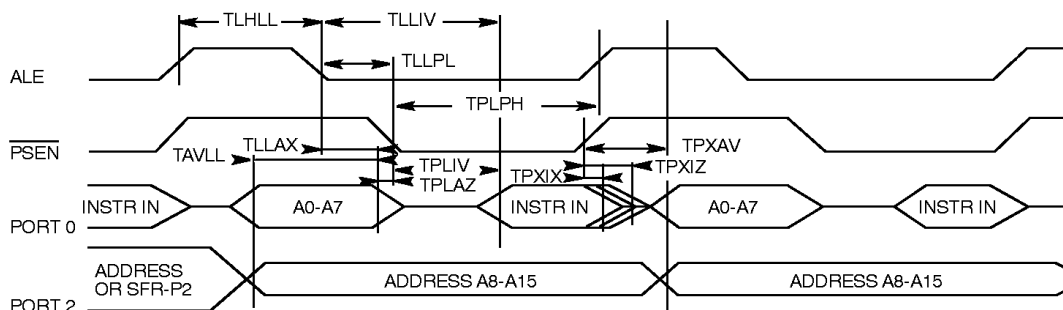 TLHLL
TLLIV
TLLPL
ALE
TPLPH
PSEN
TLLAX
TPXAV
TAVLL
TPLIV
TPXIZ
TPLAZ
TPXIX
INSTR IN
A0-A7
INSTR IN
A0-A7
INSTR IN
PORT 0
ADDRESS
OR SFR-P2
ADDRESS A8-A15
ADDRESS A8-A15
PORT 2